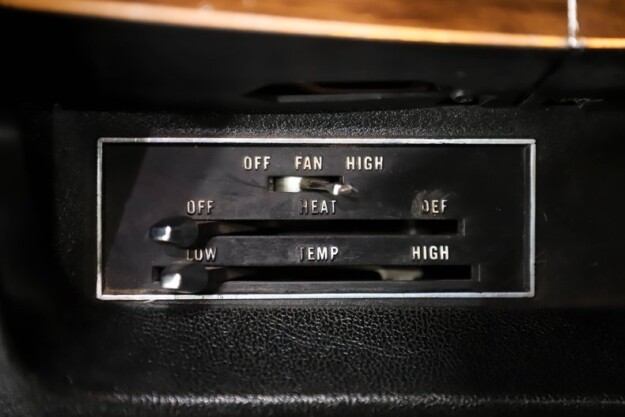 OFF FAN HIGH
OFF HEAT DEF
LOW TEMP HIGH